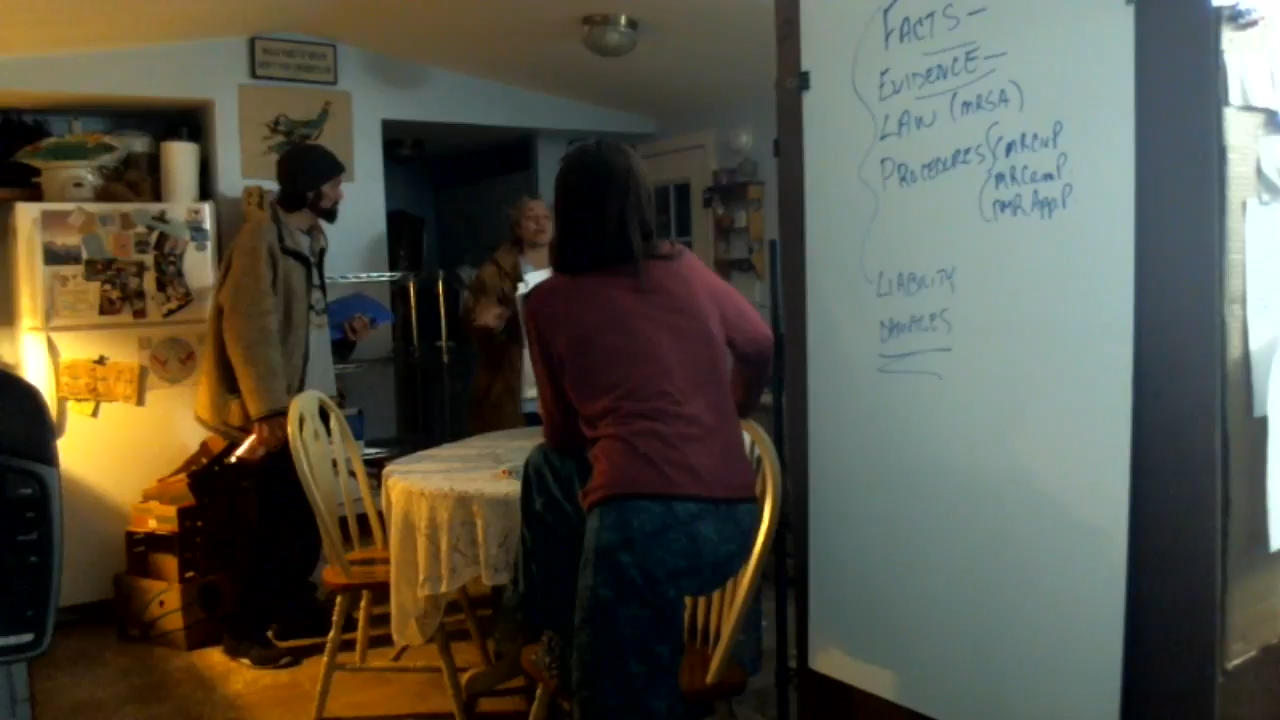 FACTS—
EVIDENCE—
LAW (MRSA)
PROCEDURES { MRCivP
MRCrimP.
MR App.P.
LIABILITY
DAMAGES